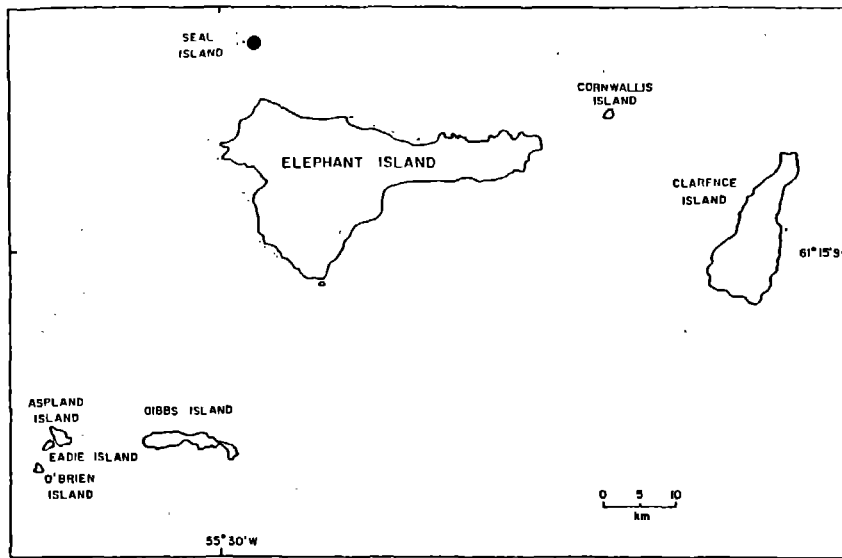 SEAL
ISLAND
CORNWALLIS
ISLAND
ELEPHANT ISLAND
CLARENCE
ISLAND
61° 15'S
ASPLAND
ISLAND
GIBBS ISLAND
EADIE ISLAND
O'BRIEN
ISLAND
0 5 10
km
55° 30' W